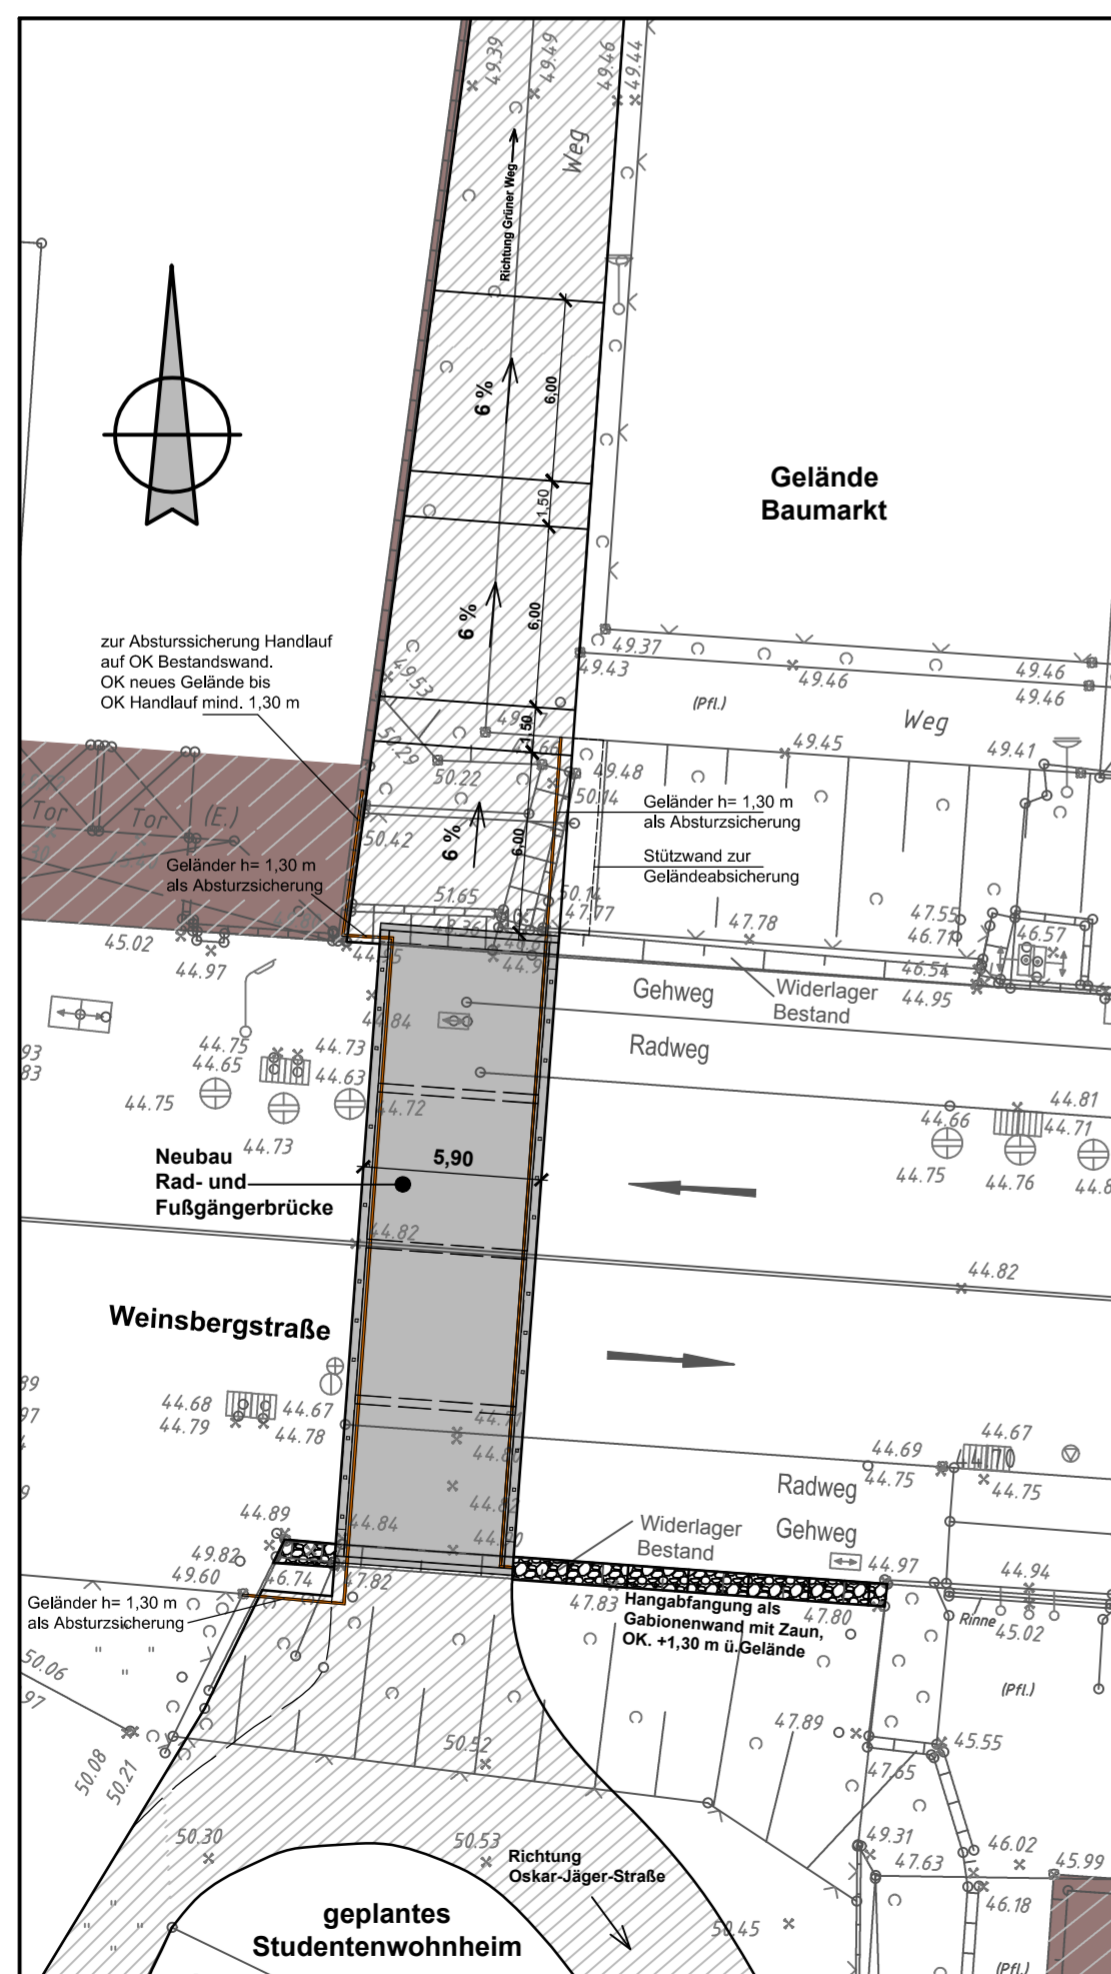 49.39
49.49
49.46
49.44
Weg
Richtung Grüner Weg
6 %
6,00
Gelände
Baumarkt
1,50
6 %
6,00
zur Absturssicherung Handlauf
auf OK Bestandswand.
OK neues Gelände bis
OK Handlauf mind. 1,30 m
49.53
49.37
49.43
49.46
49.46
49.46
(Pfl.)
Weg
1,50
50.29
50.22
49.45
49.41
49.48
50.14
Geländer h= 1,30 m
als Absturzsicherung
Tor
Tor
(E.)
50.42
6 %
6,00
Stützwand zur
Geländeabsicherung
Geländer h= 1,30 m
als Absturzsicherung
51.65
50.14
47.77
47.78
47.55
46.71
46.57
45.02
44.97
46.54
44.95
Gehweg
Widerlager
Bestand
44.84
Radweg
44.75
44.73
44.65
44.63
44.75
44.72
44.73
44.81
44.66
44.71
44.75
44.76
Neubau
Rad- und
Fußgängerbrücke
5,90
44.82
44.82
Weinsbergstraße
44.68
44.67
44.79
44.78
44.71
44.67
44.69
44.70
44.75
44.75
Radweg
44.89
44.84
Widerlager
Bestand
Gehweg
49.82
49.60
46.74
47.82
44.97
44.94
Geländer h= 1,30 m
als Absturzsicherung
47.83
Hangabfangung als
Gabionenwand mit Zaun,
OK. +1,30 m ü.Gelände
47.80
Rinne
45.02
50.06
(Pfl.)
50.08
50.21
50.52
47.89
45.55
47.65
50.30
50.53
Richtung
Oskar-Jäger-Straße
49.31
47.63
46.02
45.99
46.18
geplantes
Studentenwohnheim
50.45
(Pfl.)